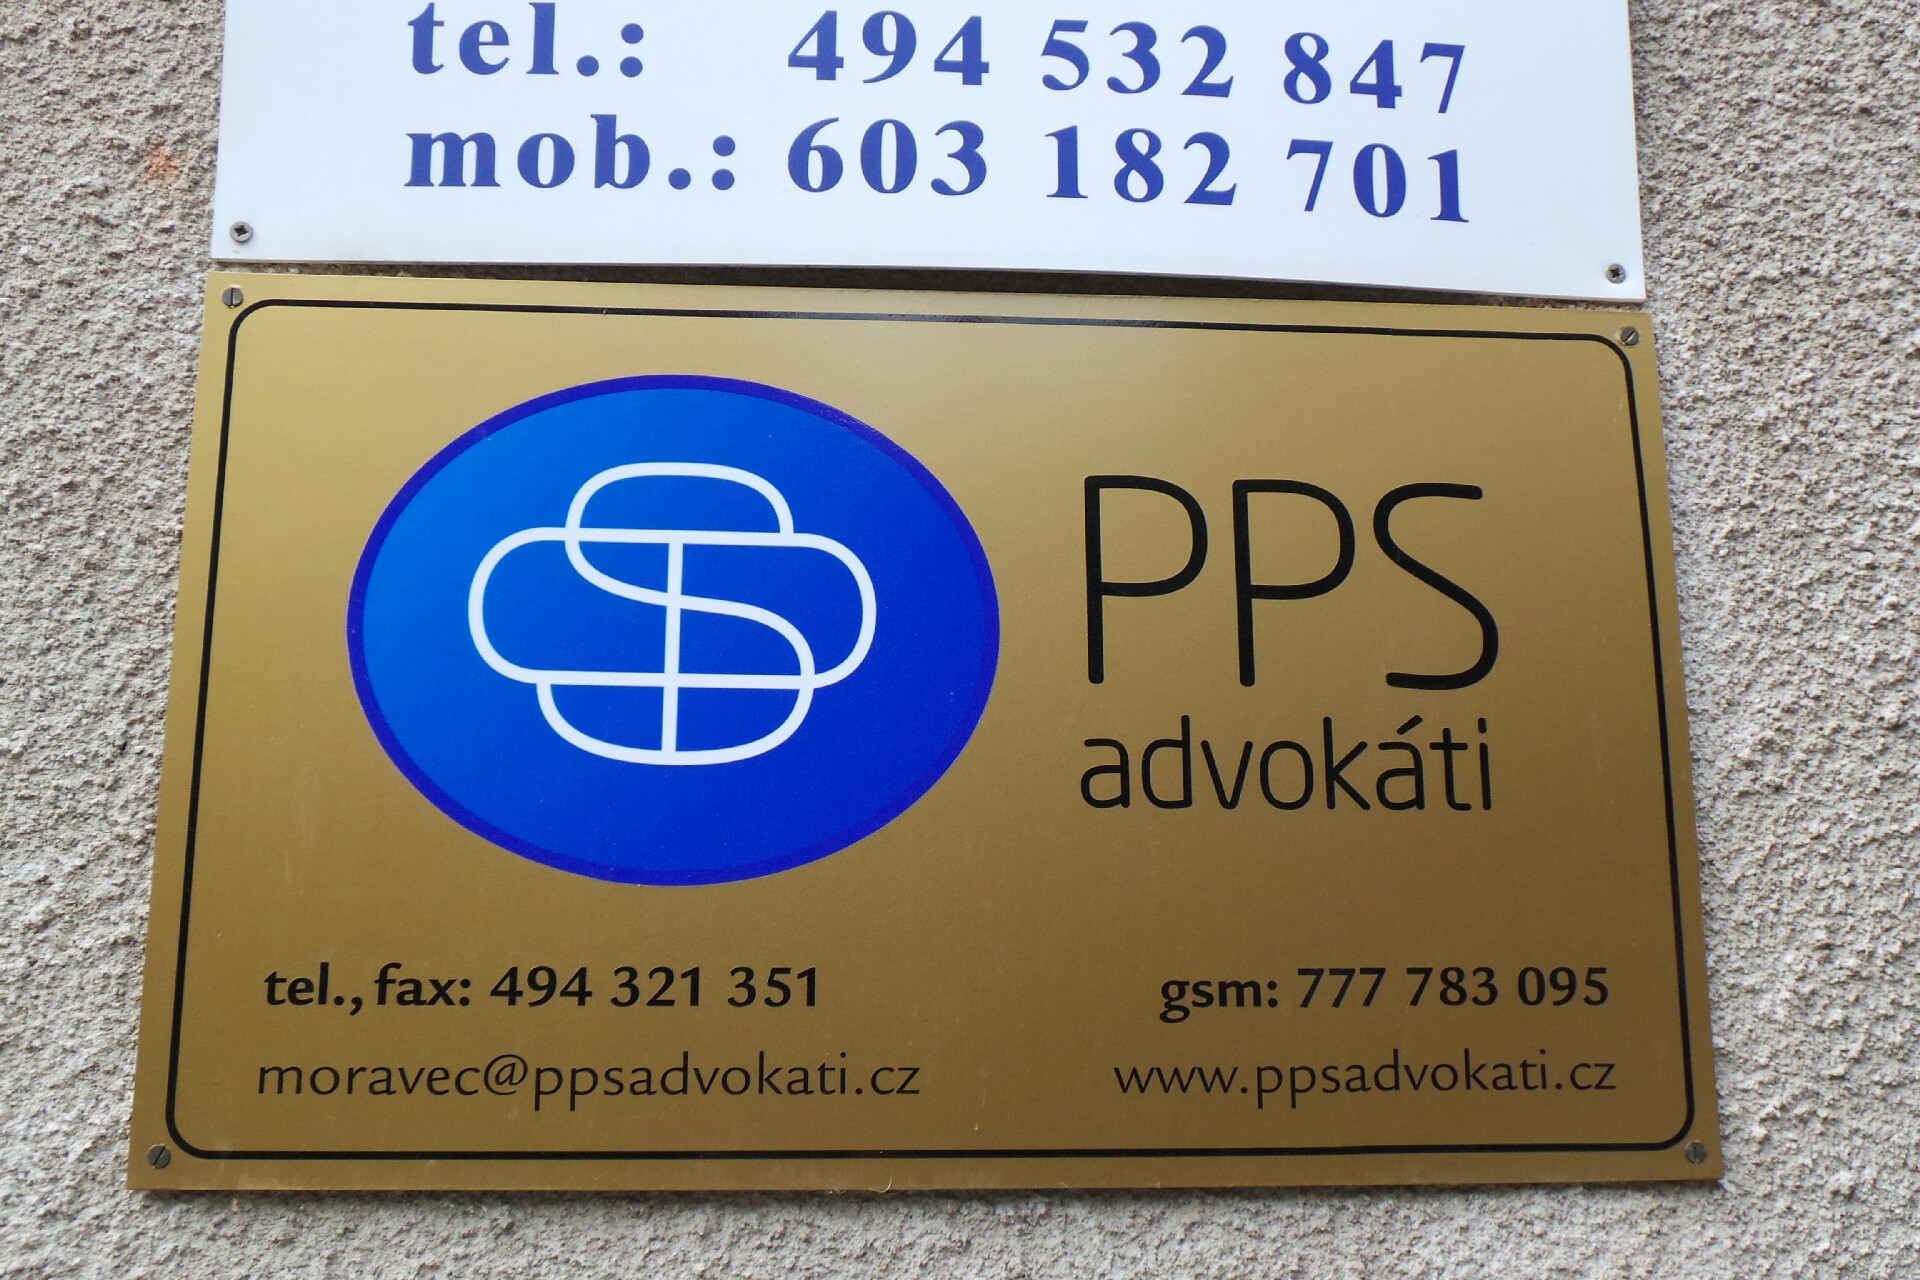 tel.: 494 532 847
mob.: 603 182 701
PPS
advokáti
tel., fax: 494 321 351 gsm: 777 783 095
moravec@ppsadvokati.cz www.ppsadvokati.cz